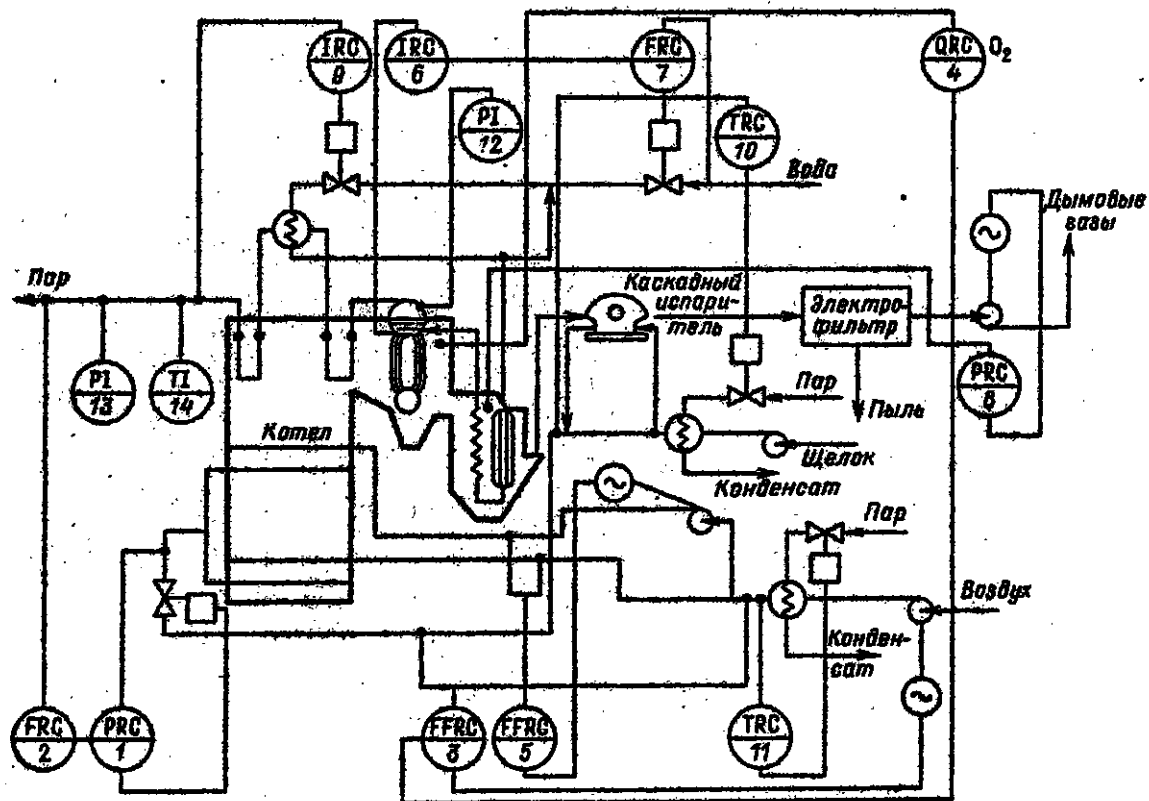 IRC
9
IRC
6
FRC
7
QRC
4
O₂
PI
12
TRC
10
Вода
Дымовые
газы
Пар
Каскадный
испари-
тель
Электро-
фильтр
PI
13
TI
14
PRC
8
Пар
Пыль
Котел
Щелок
Конденсат
Пар
Воздух
Конден-
сат
FRC
2
PRC
1
FFRC
3
FFRC
5
TRC
11